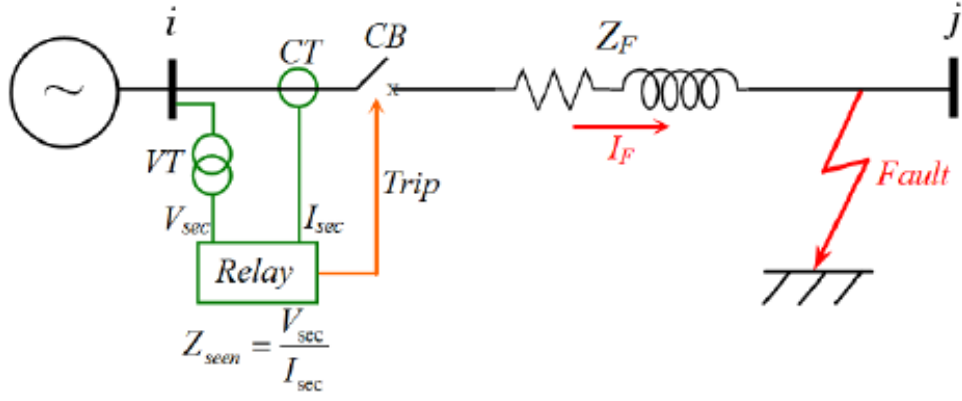 i
CT
CB
Z_F
j
VT
I_F
Fault
Trip
V_sec
I_sec
Relay
Z_seen = V_sec / I_sec